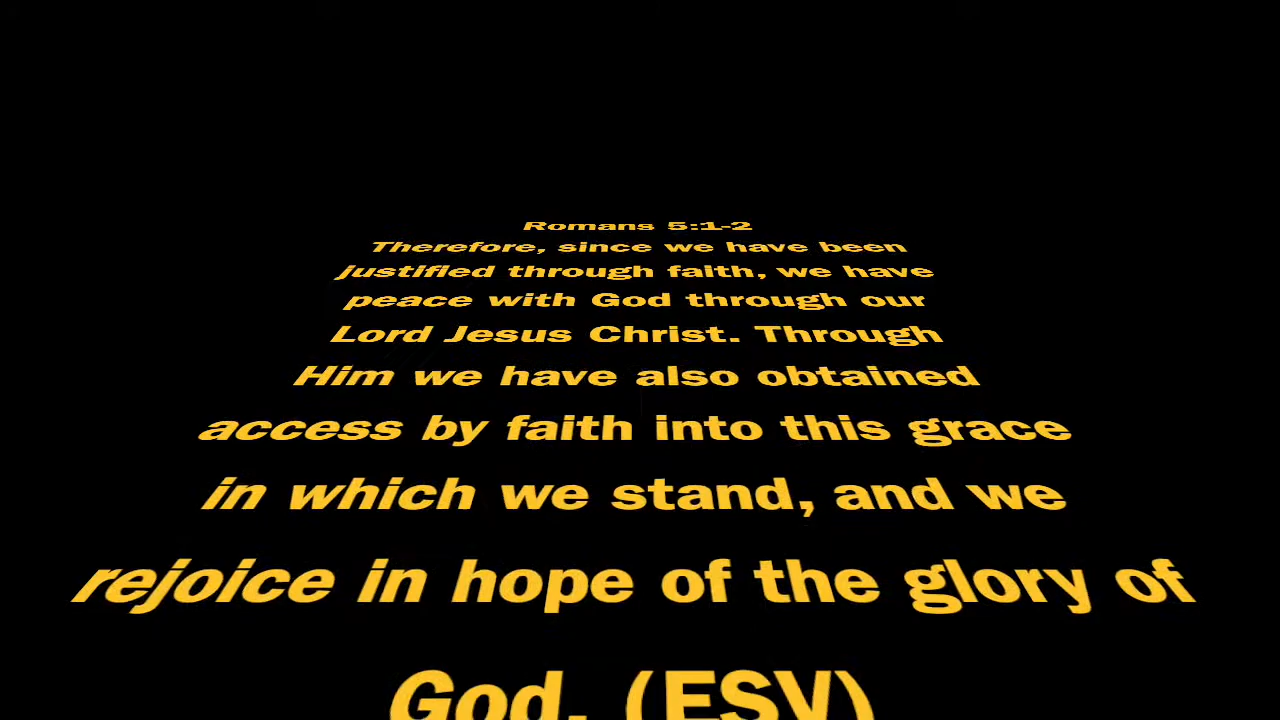 Romans 5:1-2
Therefore, since we have been
justified through faith, we have
peace with God through our
Lord Jesus Christ. Through
Him we have also obtained
access by faith into this grace
in which we stand, and we
rejoice in hope of the glory of
God. (ESV)